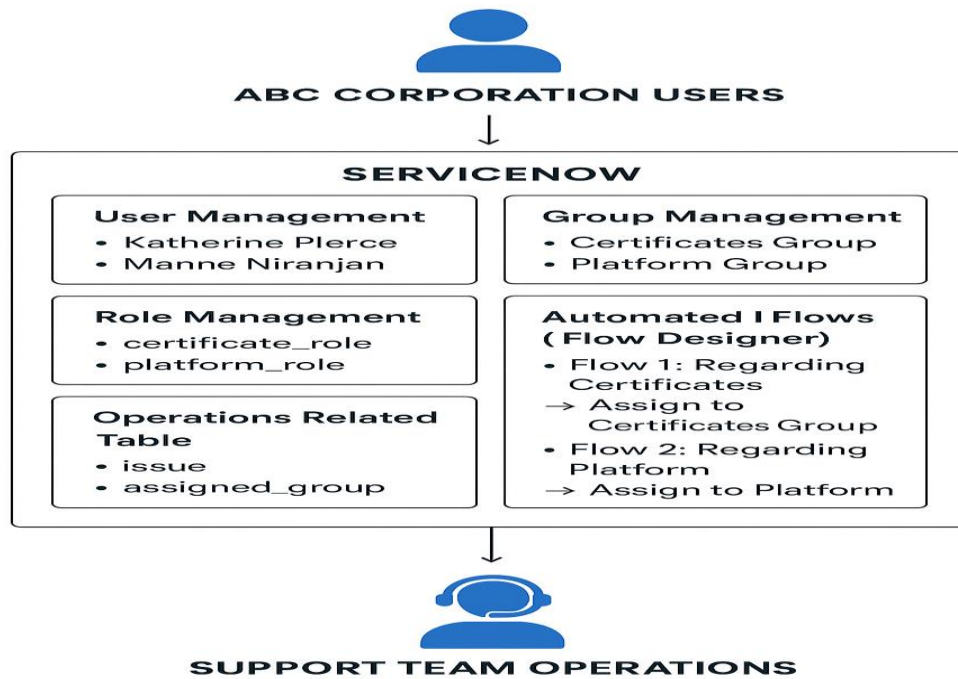 ABC CORPORATION USERS
SERVICENOW
User Management
• Katherine Plerce
• Manne Niranjan
Group Management
• Certificates Group
• Platform Group
Role Management
• certificate_role
• platform_role
Operations Related
Table
• issue
• assigned_group
Automated I Flows
( Flow Designer)
• Flow 1: Regarding
Certificates
→ Assign to
Certificates Group
• Flow 2: Regarding
Platform
→ Assign to Platform
SUPPORT TEAM OPERATIONS